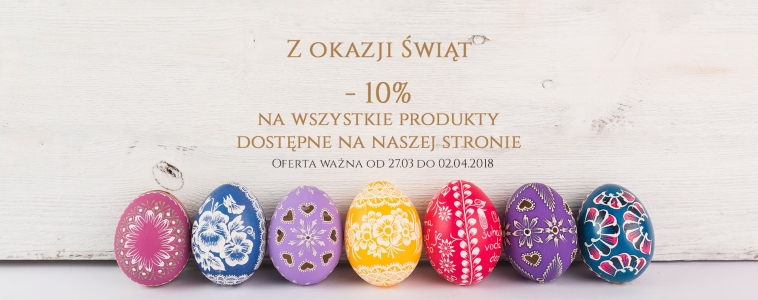 Z okazji Świąt
- 10%
na wszystkie produkty
dostępne na naszej stronie
Oferta ważna od 27.03 do 02.04.2018